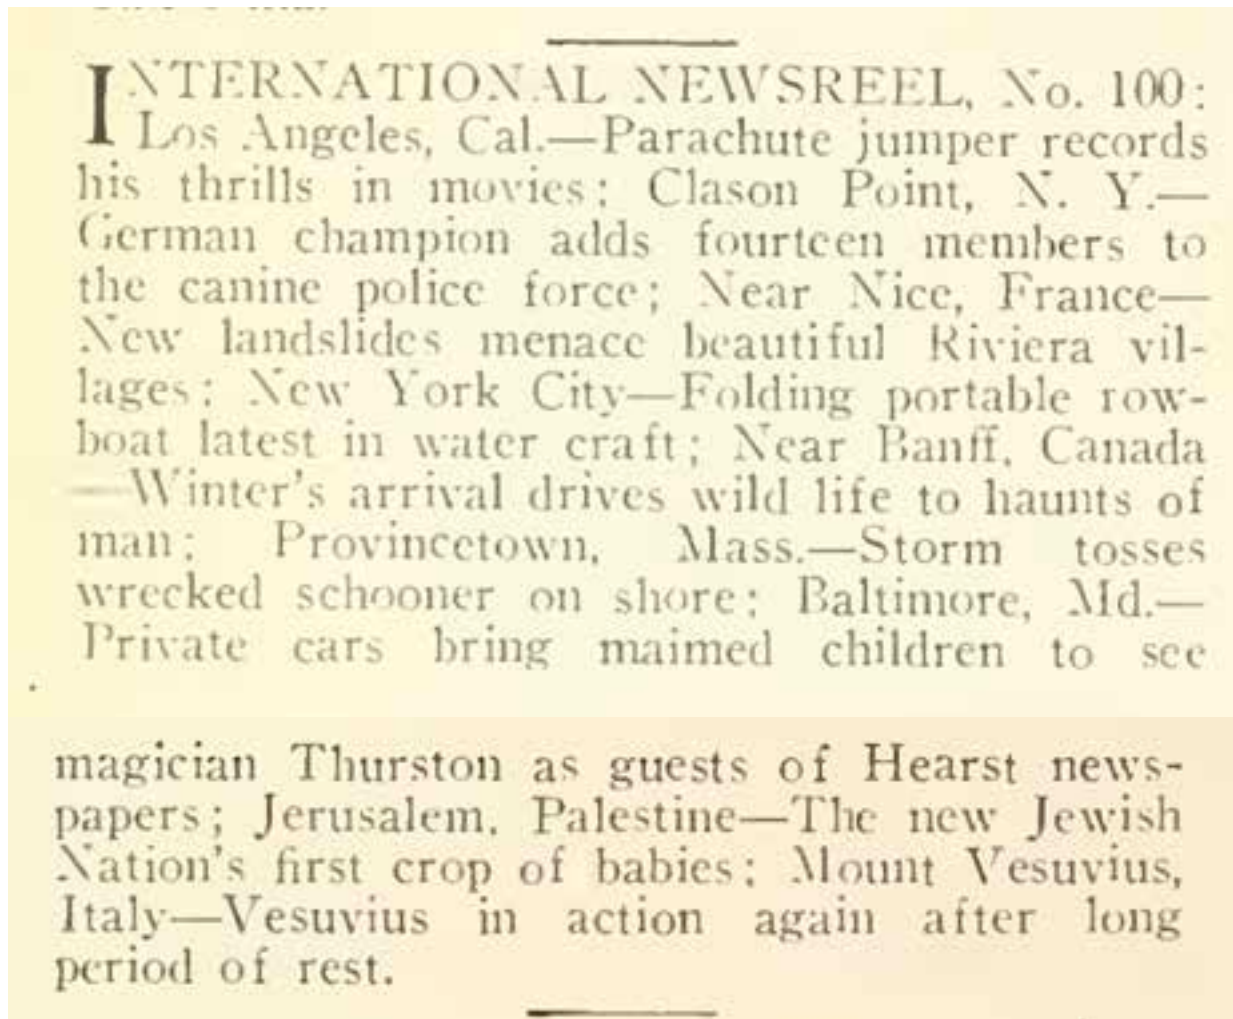 INTERNATIONAL NEWSREEL, No. 100:
Los Angeles, Cal.—Parachute jumper records
his thrills in movies; Clason Point, N. Y.—
German champion adds fourteen members to
the canine police force; Near Nice, France—
New landslides menace beautiful Riviera vil-
lages; New York City—Folding portable row-
boat latest in water craft; Near Banff, Canada
—Winter's arrival drives wild life to haunts of
man; Provincetown, Mass.—Storm tosses
wrecked schooner on shore; Baltimore, Md.—
Private cars bring maimed children to see
magician Thurston as guests of Hearst news-
papers; Jerusalem, Palestine—The new Jewish
Nation's first crop of babies; Mount Vesuvius,
Italy—Vesuvius in action again after long
period of rest.